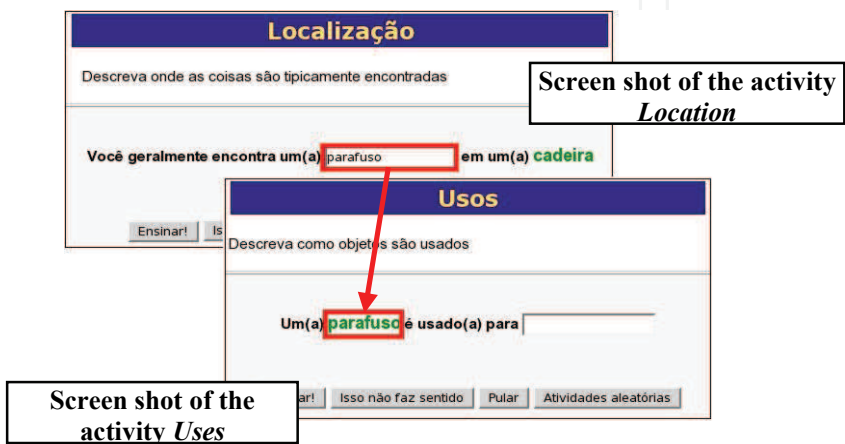 Localização
Descreva onde as coisas são tipicamente encontradas
Screen shot of the activity
Location
Você geralmente encontra um(a) parafuso em um(a) cadeira
Ensinar! Is
Usos
Descreva como objetos são usados
Um(a) parafuso é usado(a) para
ar! Isso não faz sentido Pular Atividades aleatórias
Screen shot of the
activity Uses